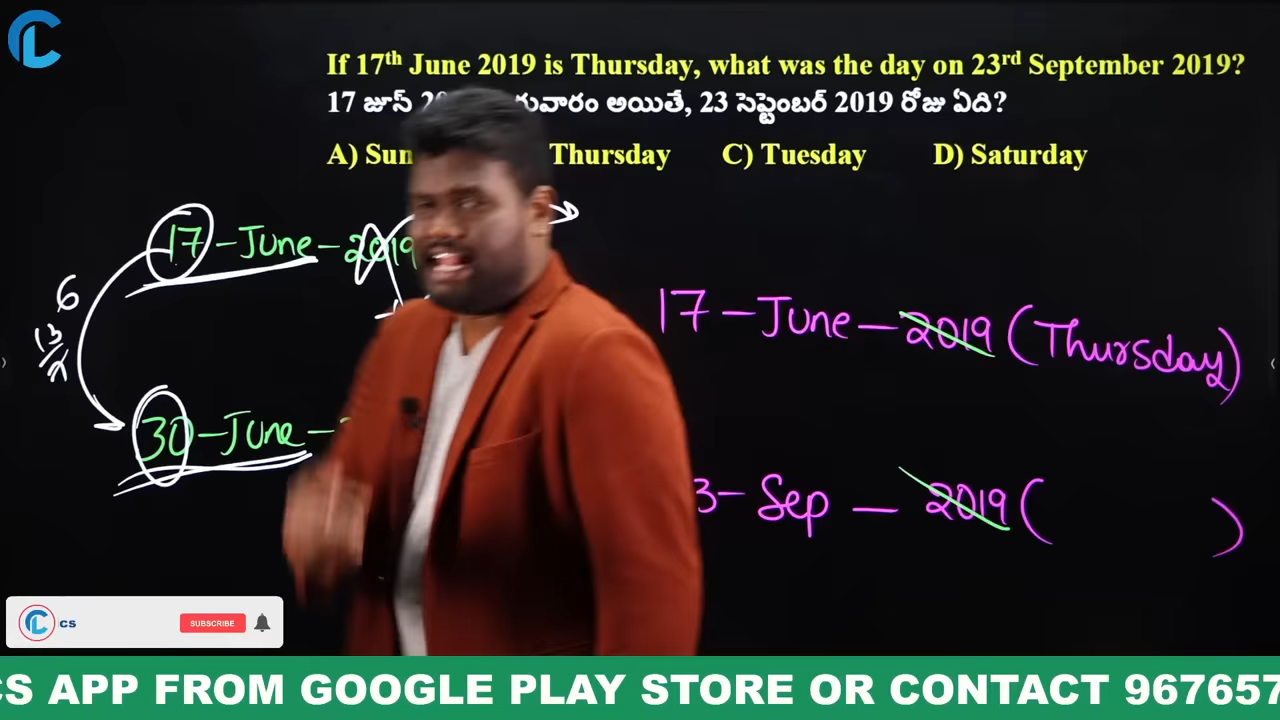 If 17th June 2019 is Thursday, what was the day on 23rd September 2019?
17 జూన్ అయితే, 23 సెప్టెంబర్ 2019 రోజు ఏది?
A) Thursday C) Tuesday D) Saturday
17-June-2019
6
13/7
30-June-
17-June-2019 (Thursday)
3-Sep-2019 ( )
CS
SUBSCRIBE
CS APP FROM GOOGLE PLAY STORE OR CONTACT 967657